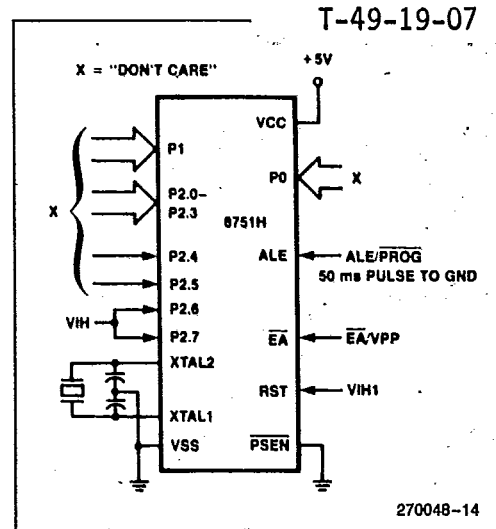 T-49-19-07
X = "DON'T CARE"
+5V
VCC
P1
P0
X
P2.0-
P2.3
X
8751H
P2.4
ALE
ALE/PROG
50 ms PULSE TO GND
P2.5
P2.6
VIH
P2.7
EA
EA/VPP
XTAL2
RST
VIH1
XTAL1
VSS
PSEN
270048-14